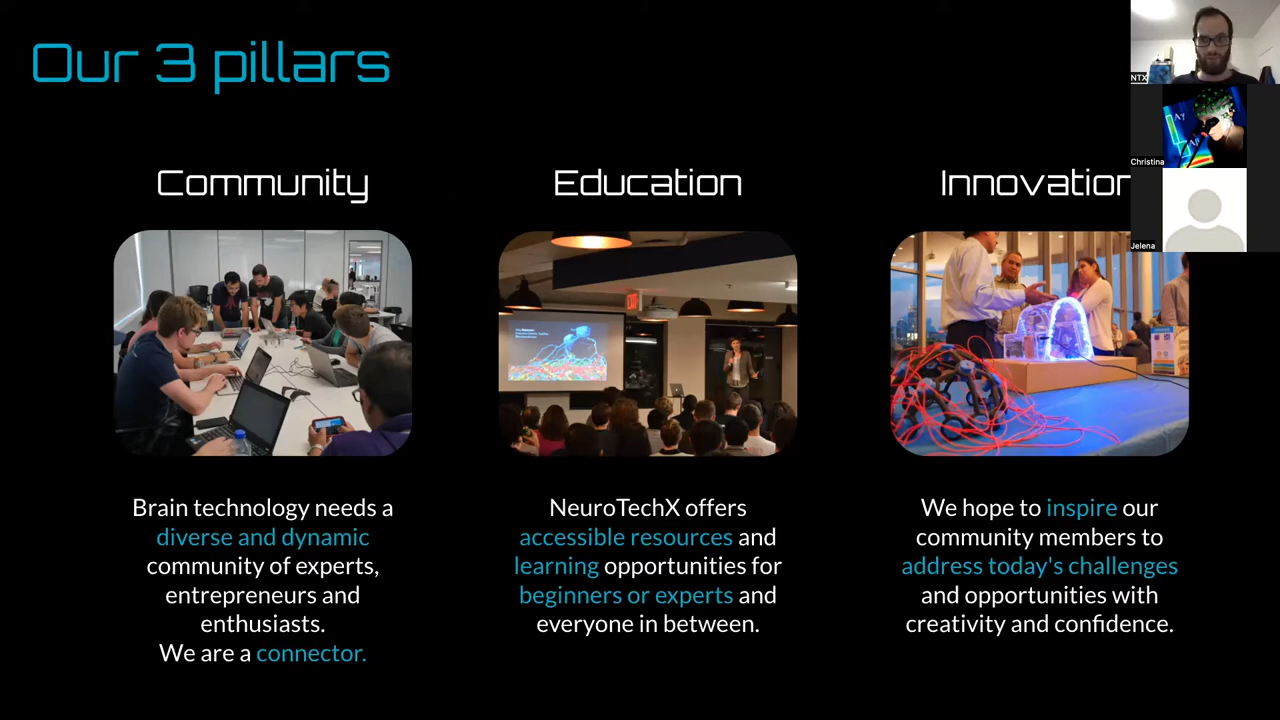 Our 3 pillars
NTX
Christina
Jelena
Community
Education
Innovation
EXIT
Brain technology needs a
diverse and dynamic
community of experts,
entrepreneurs and
enthusiasts.
We are a connector.
NeuroTechX offers
accessible resources and
learning opportunities for
beginners or experts and
everyone in between.
We hope to inspire our
community members to
address today's challenges
and opportunities with
creativity and confidence.